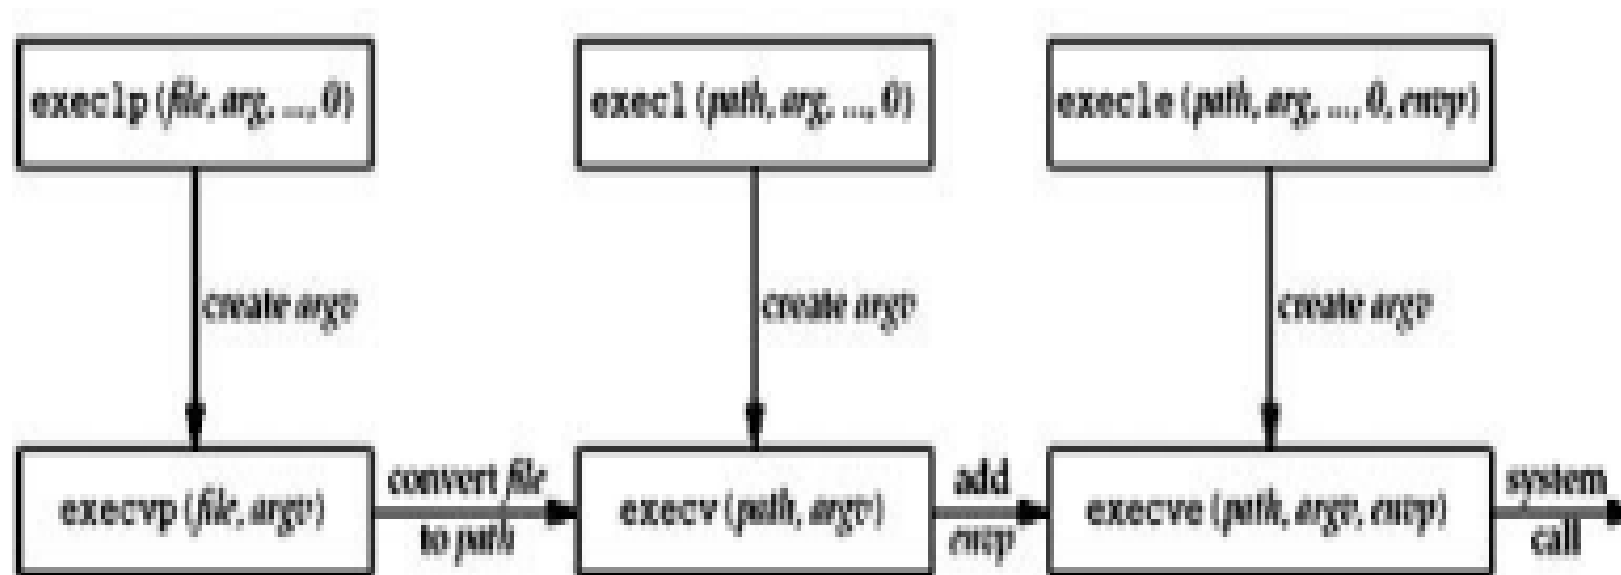 execlp(file, arg, ..., 0)
execl(path, arg, ..., 0)
execle(path, arg, ..., 0, envp)
create argv
create argv
create argv
execvp(file, argv)
convert file
to path
execv(path, argv)
add
envp
execve(path, argv, envp)
system
call